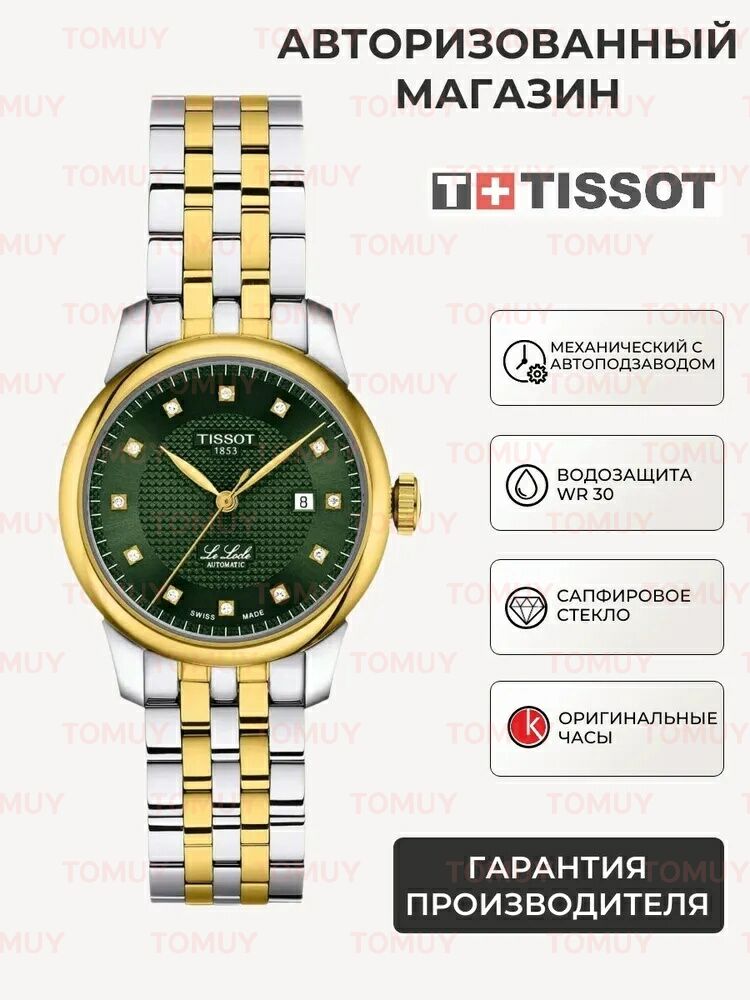 АВТОРИЗОВАННЫЙ
МАГАЗИН
T+TISSOT
TISSOT
1853
8
Le Locle
AUTOMATIC
SWISS MADE
МЕХАНИЧЕСКИЙ С
АВТОПОДЗАВОДОМ
ВОДОЗАЩИТА
WR 30
САПФИРОВОЕ
СТЕКЛО
k
ОРИГИНАЛЬНЫЕ
ЧАСЫ
ГАРАНТИЯ
ПРОИЗВОДИТЕЛЯ
TOMUY